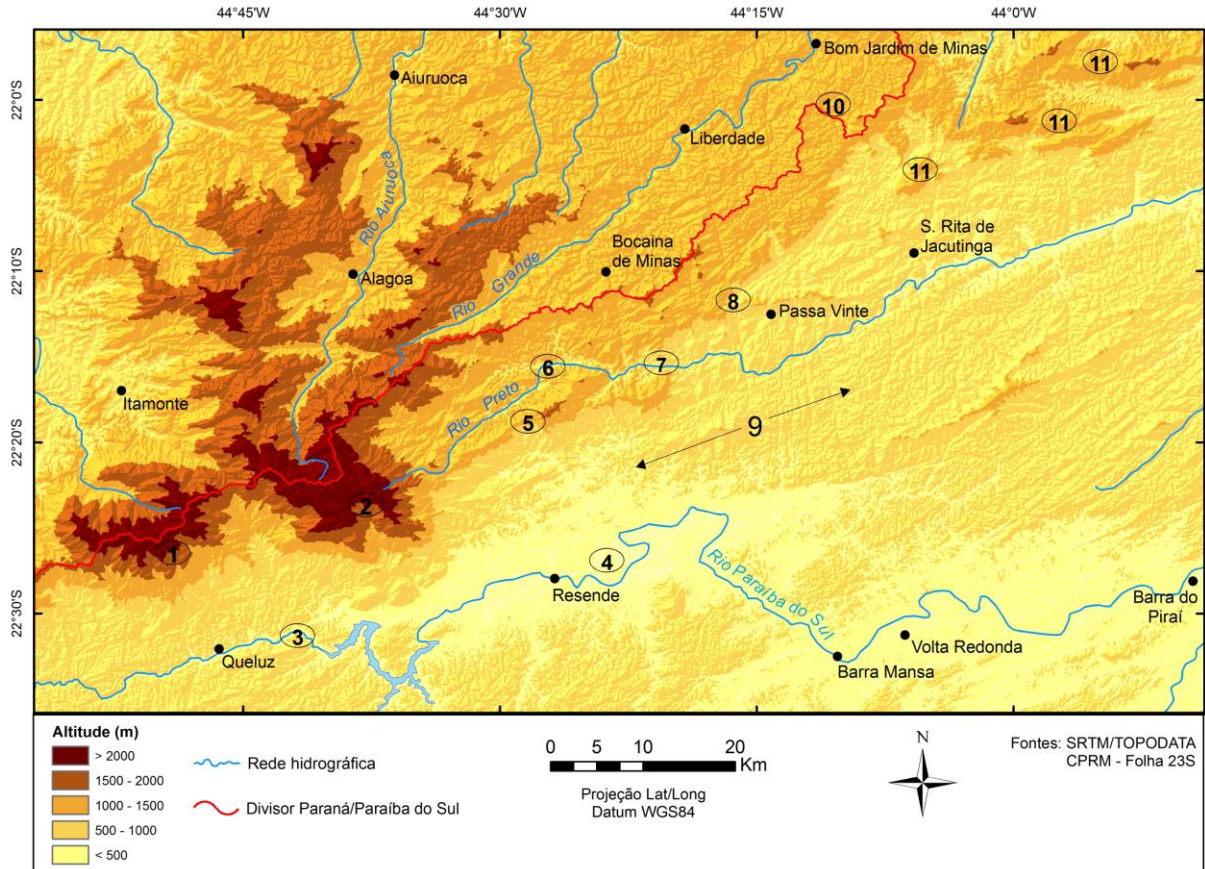 44°45'W
44°30'W
44°15'W
44°0'W
22°0'S
22°10'S
22°20'S
22°30'S
Bom Jardim de Minas
Aiuruoca
11
10
11
Liberdade
Rio Aiuruoca
11
S. Rita de
Jacutinga
Bocaina
de Minas
Alagoa
Rio Grande
8
Passa Vinte
6
7
Itamonte
Rio Preto
5
9
2
1
4
Resende
Rio Paraíba do Sul
Barra do
Piraí
3
Queluz
Volta Redonda
Barra Mansa
Altitude (m)
> 2000
1500 - 2000
1000 - 1500
500 - 1000
< 500
Rede hidrográfica
Divisor Paraná/Paraíba do Sul
0 5 10 20
Km
Projeção Lat/Long
Datum WGS84
N
Fontes: SRTM/TOPODATA
CPRM - Folha 23S